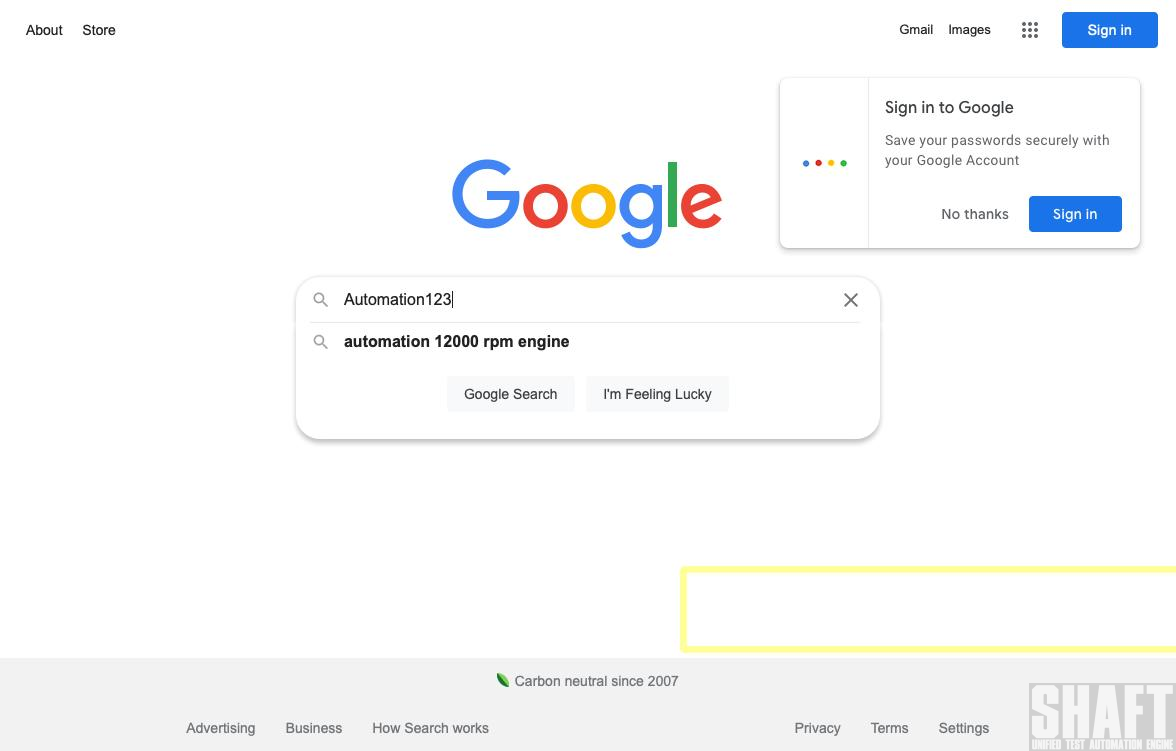 About Store
Gmail Images
Sign in
Sign in to Google
Save your passwords securely with
your Google Account
No thanks
Sign in
Google
Automation123
automation 12000 rpm engine
Google Search
I'm Feeling Lucky
Carbon neutral since 2007
Advertising Business How Search works
Privacy Terms Settings
SHAFT
UNIFIED TEST AUTOMATION ENGINE